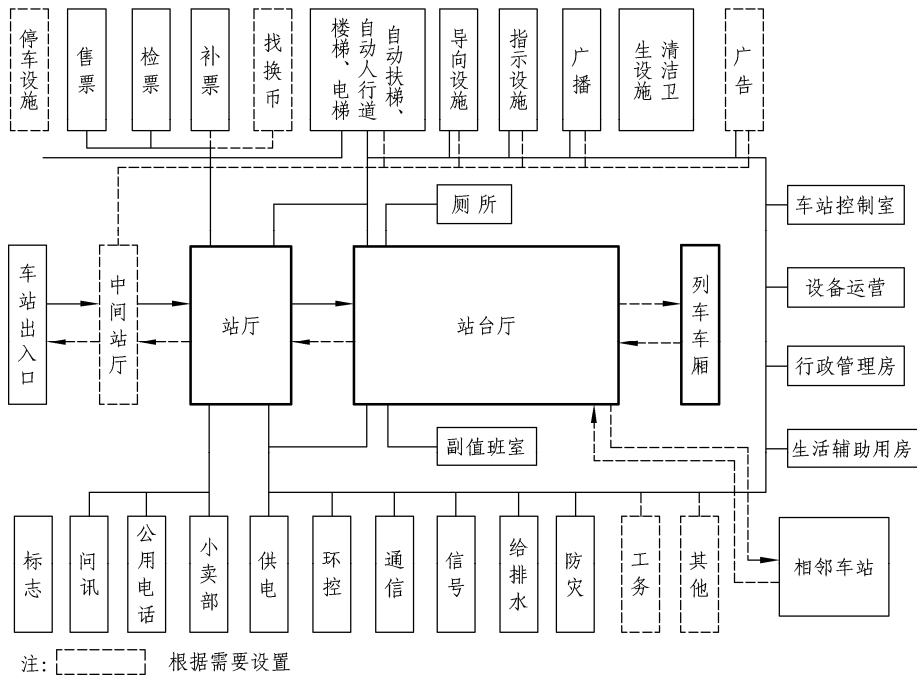 停车设施
售票
检票
补票
找换币
自动扶梯、
自动人行道
楼梯、电梯
导向设施
指示设施
广播
清洁卫
生设施
广告
厕所
车站控制室
车站出入口
中间站厅
站厅
站台厅
列车车厢
设备运营
行政管理房
副值班室
生活辅助用房
标志
问讯
公用电话
小卖部
供电
环控
通信
信号
给排水
防灾
工务
其他
相邻车站
注:
根据需要设置